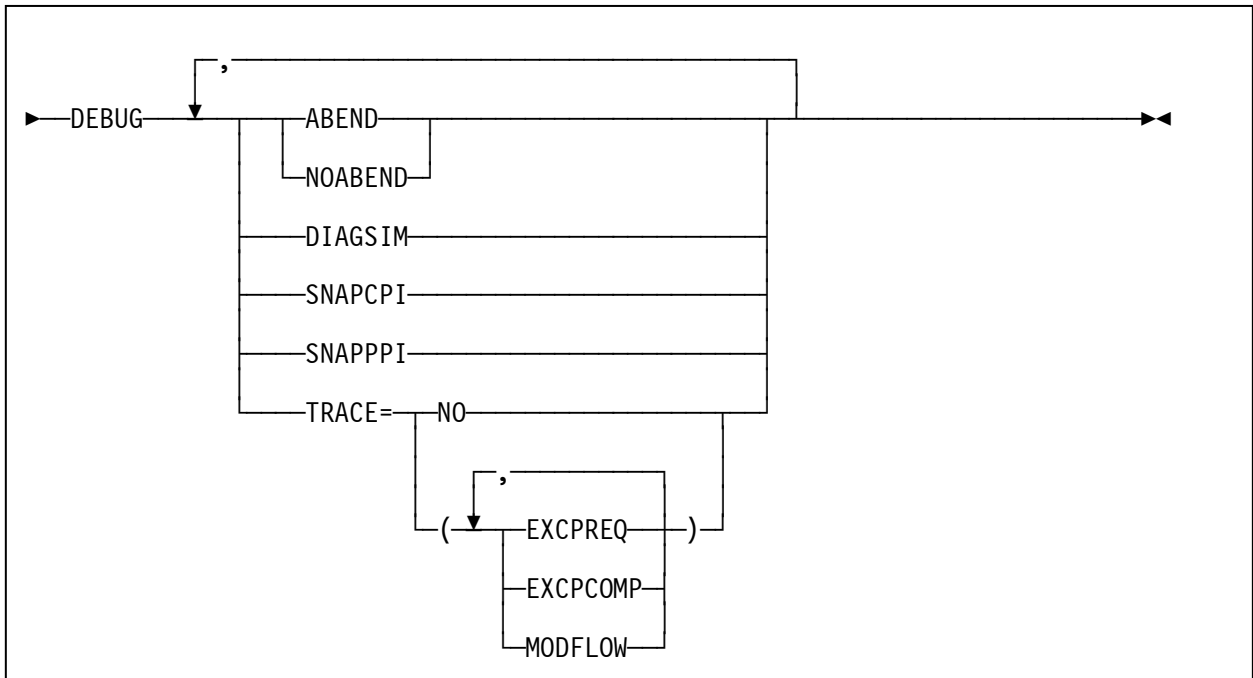 ,
DEBUG ABEND
NOABEND
DIAGSIM
SNAPCPI
SNAPPPI
TRACE= NO
,
( EXCPREQ )
EXCPCOMP
MODFLOW